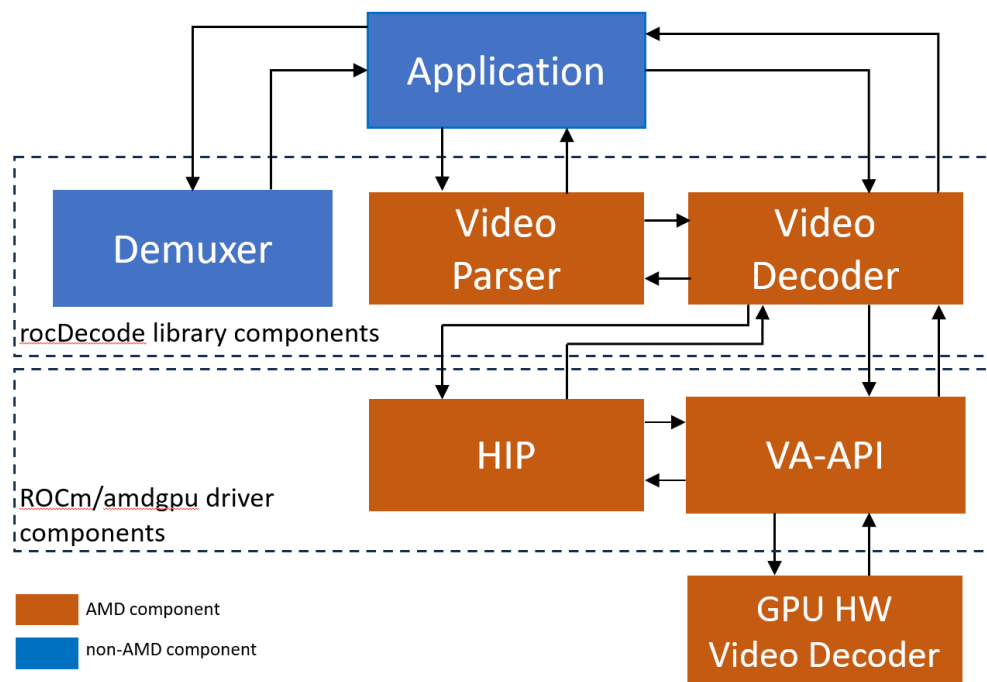 Application
Demuxer
Video
Parser
Video
Decoder
rocDecode library components
HIP
VA-API
ROCm/amdgpu driver
components
GPU HW
Video Decoder
AMD component
non-AMD component